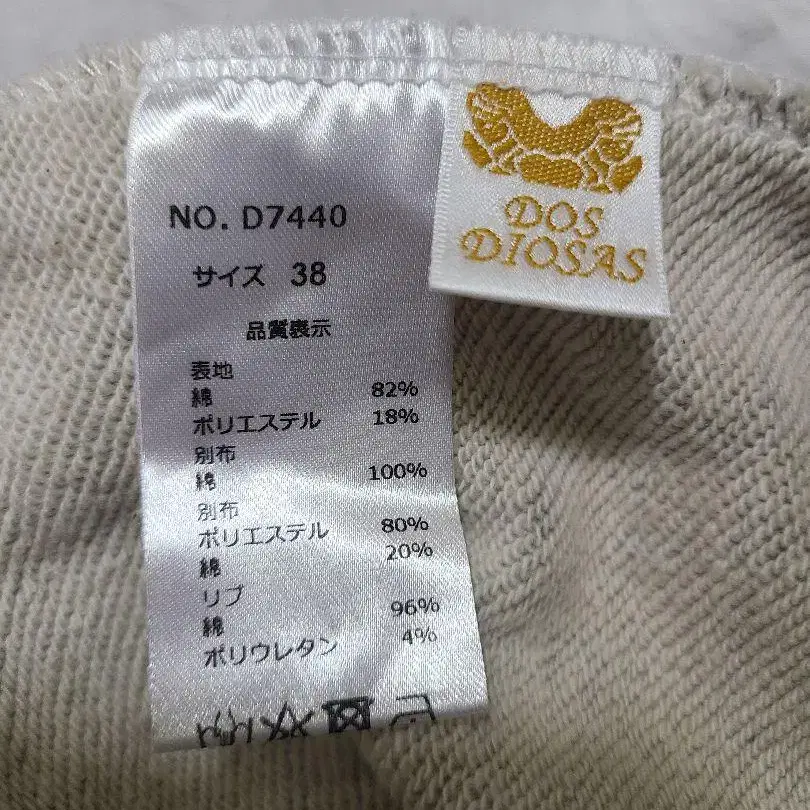 NO. D7440
サイズ 38
品質表示
表地
綿 82%
ポリエステル 18%
別布
綿 100%
別布
ポリエステル 80%
綿 20%
リブ
綿 96%
ポリウレタン 4%
DOS
DIOSAS